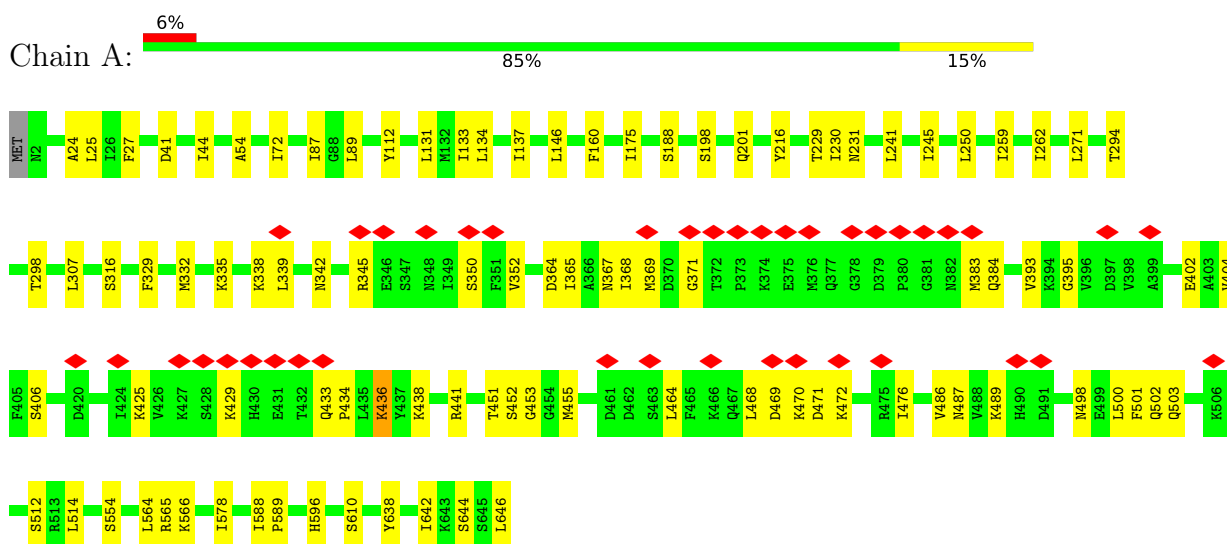 6%
Chain A:
85% 15%
MET N2 A24 L25 I26 F27 D41 I44 A54 I72 I87 G88 L89 Y112 L131 M132 I133 L134 I137 L146 F160 I175 S188 S198 Q201 Y216 T229 I230 N231 L241 I245 L250 I259 I262 L271 T294
T298 L307 S316 F329 M332 K335 K338 L339 N342 R345 E346 S347 N348 I349 S350 F351 V352 D364 I365 A366 N367 I368 M369 D370 G371 T372 P373 K374 E375 M376 Q377 G378 D379 P380 G381 N382 M383 Q384 V393 K394 G395 V396 D397 V398 A399 E402 A403 V404
F405 S406 D420 I424 K425 V426 K427 S428 K429 H430 E431 T432 Q433 P434 L435 K436 Y437 K438 R441 T451 S452 G453 G454 M455 D461 D462 S463 L464 F465 K466 Q467 L468 D469 K470 D471 K472 R475 I476 V486 N487 V488 K489 H490 D491 N498 E499 L500 F501 Q502 Q503 K506
S512 R513 L514 S554 L564 R565 K566 I578 I588 P589 H596 S610 Y638 I642 K643 S644 S645 L646